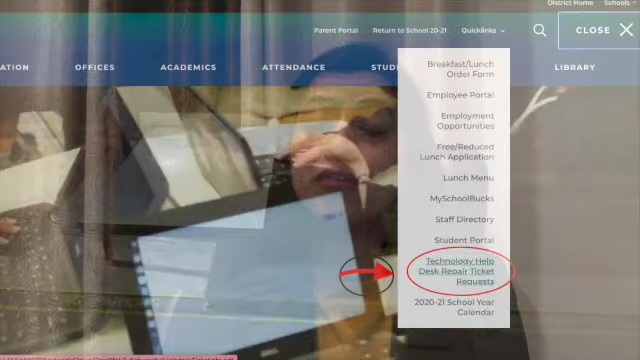 District Home Schools
Parent Portal Return to School 20-21 Quicklinks CLOSE
ATION OFFICES ACADEMICS ATTENDANCE LIBRARY
Breakfast/Lunch
Order Form
Employee Portal
Employment
Opportunities
Free/Reduced
Lunch Application
Lunch Menu
MySchoolBucks
Staff Directory
Student Portal
Technology Help
Desk Repair Ticket
Requests
2020-21 School Year
Calendar